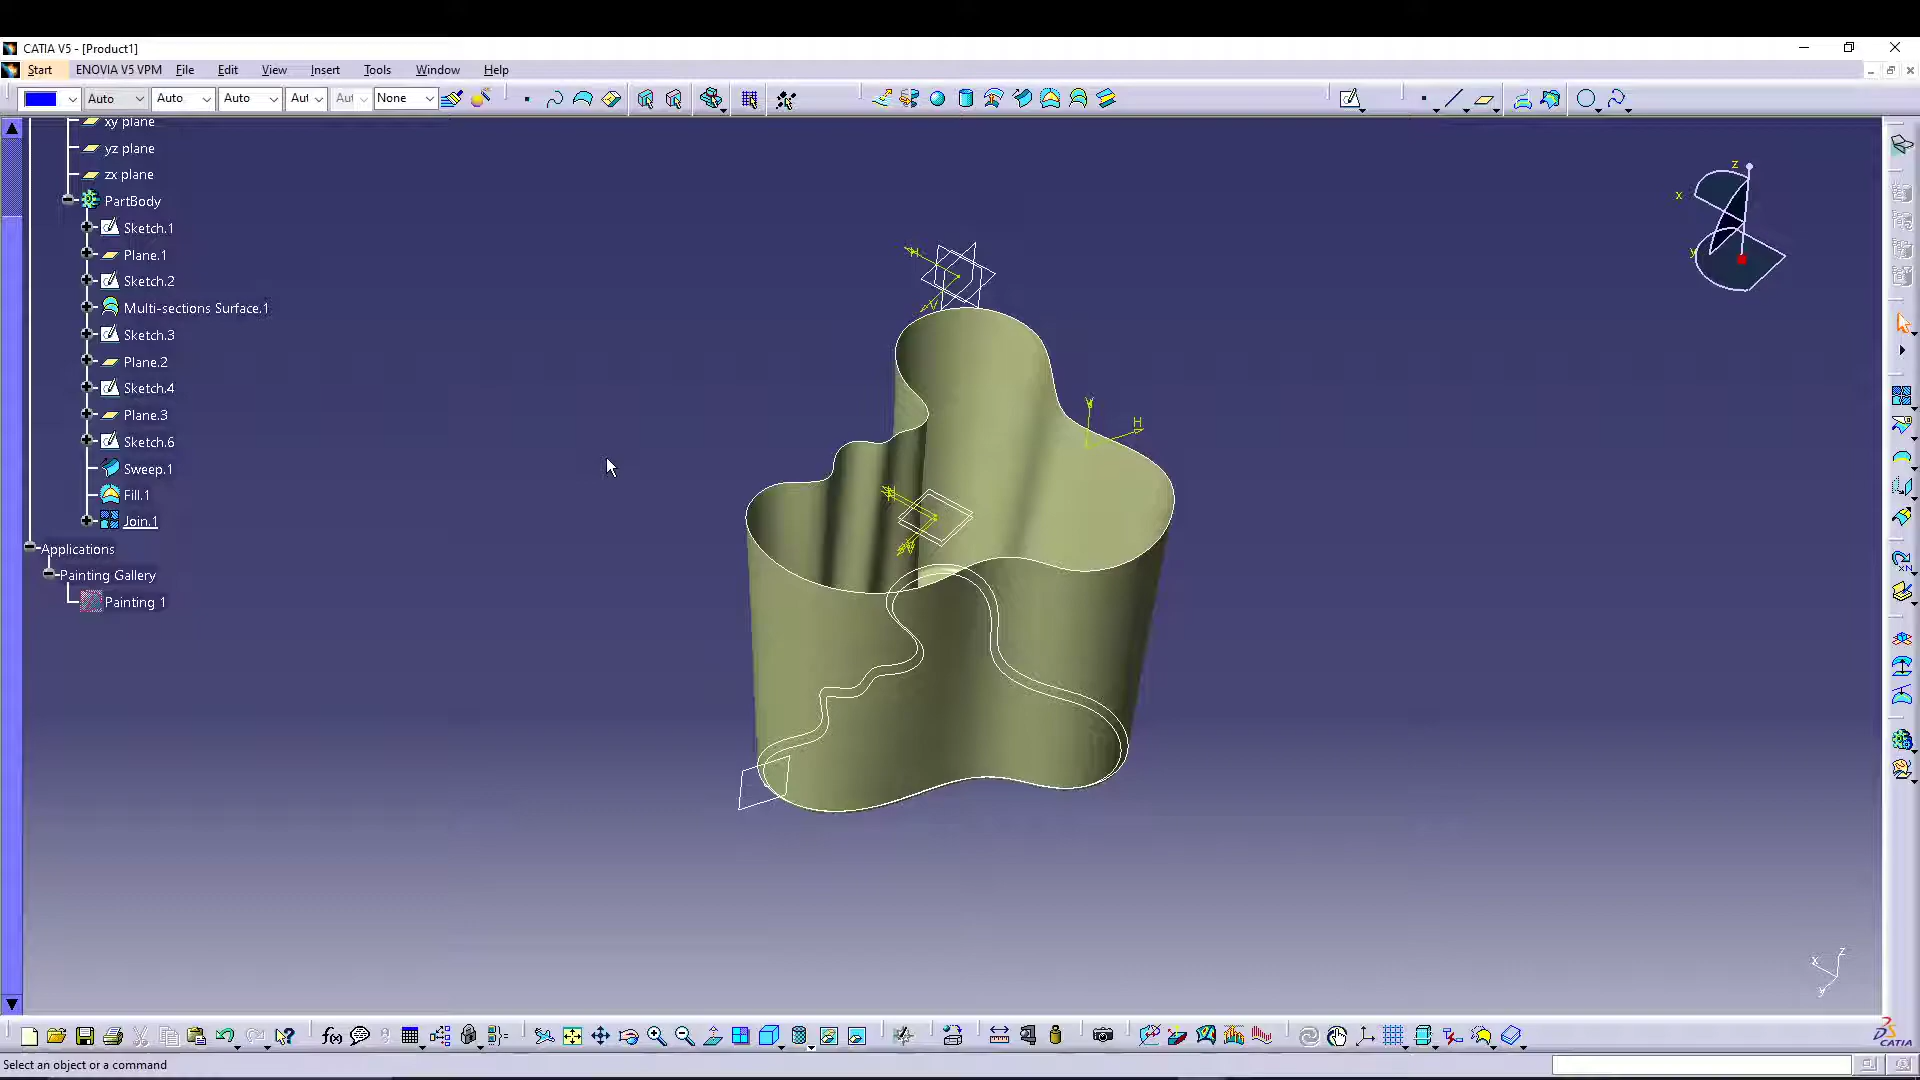 CATIA V5 - [Product1]
Start ENOVIA V5 VPM File Edit View Insert Tools Window Help
Auto Auto Auto Aut Aut None
xy plane
yz plane
zx plane
PartBody
Sketch.1
Plane.1
Sketch.2
Multi-sections Surface.1
Sketch.3
Plane.2
Sketch.4
Plane.3
Sketch.6
Sweep.1
Fill.1
Join.1
Applications
Painting Gallery
Painting 1
z
x
y
H
V
V
H
x z
y
CATIA
Select an object or a command